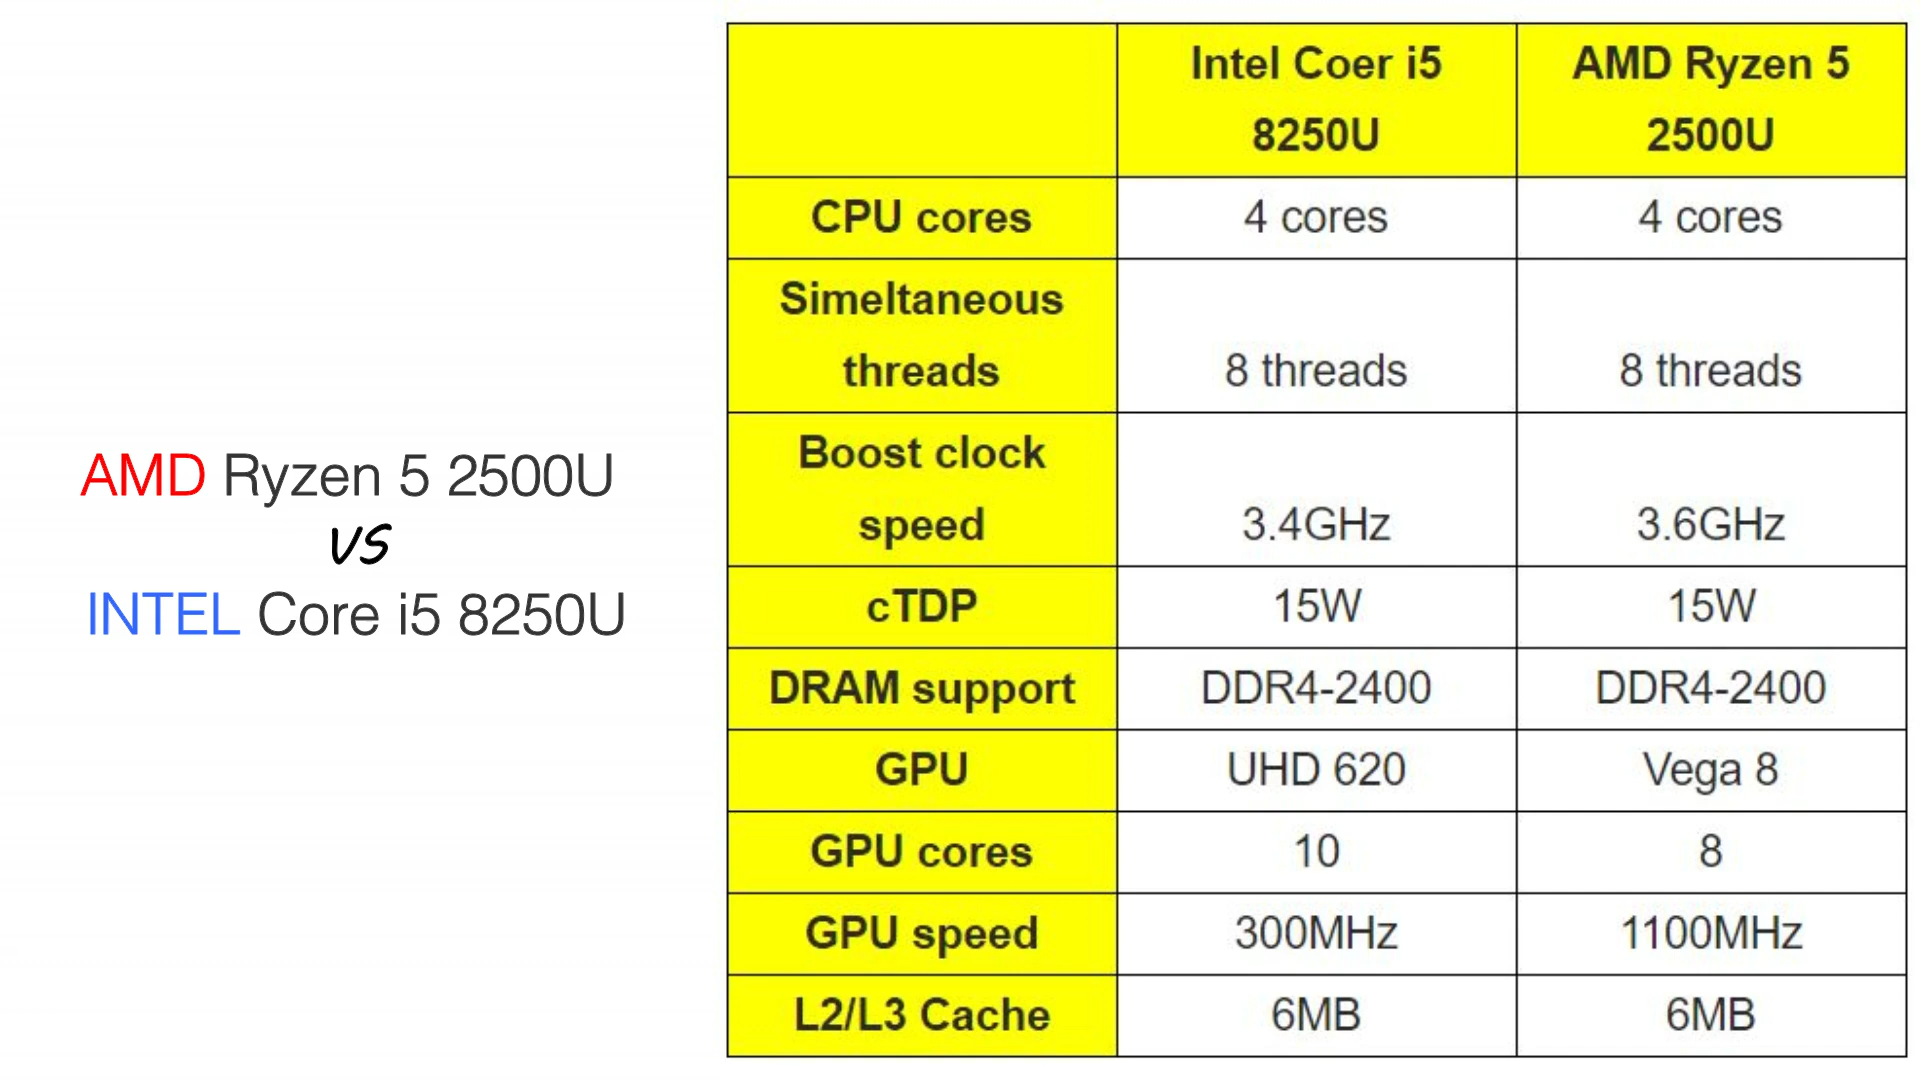 AMD Ryzen 5 2500U
VS
INTEL Core i5 8250U
Intel Coer i5 8250U
AMD Ryzen 5 2500U
CPU cores 4 cores 4 cores
Simeltaneous threads 8 threads 8 threads
Boost clock speed 3.4GHz 3.6GHz
cTDP 15W 15W
DRAM support DDR4-2400 DDR4-2400
GPU UHD 620 Vega 8
GPU cores 10 8
GPU speed 300MHz 1100MHz
L2/L3 Cache 6MB 6MB